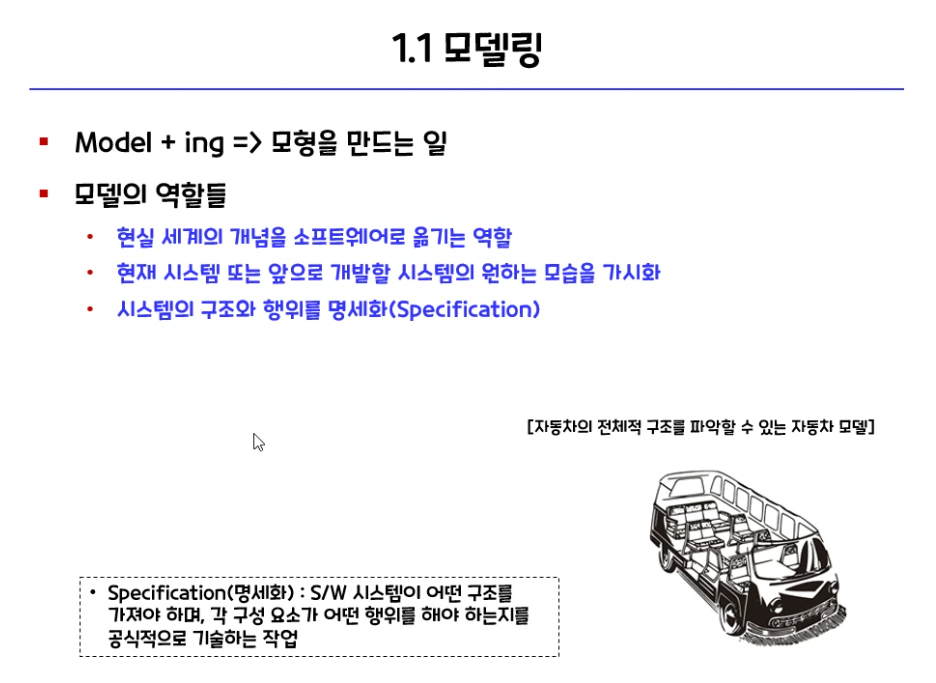 1.1 모델링
Model + ing => 모형을 만드는 일
모델의 역할들
현실 세계의 개념을 소프트웨어로 옮기는 역할
현재 시스템 또는 앞으로 개발할 시스템의 원하는 모습을 가시화
시스템의 구조와 행위를 명세화(Specification)
[자동차의 전체적 구조를 파악할 수 있는 자동차 모델]
Specification(명세화) : S/W 시스템이 어떤 구조를
가져야 하며, 각 구성 요소가 어떤 행위를 해야 하는지를
공식적으로 기술하는 작업